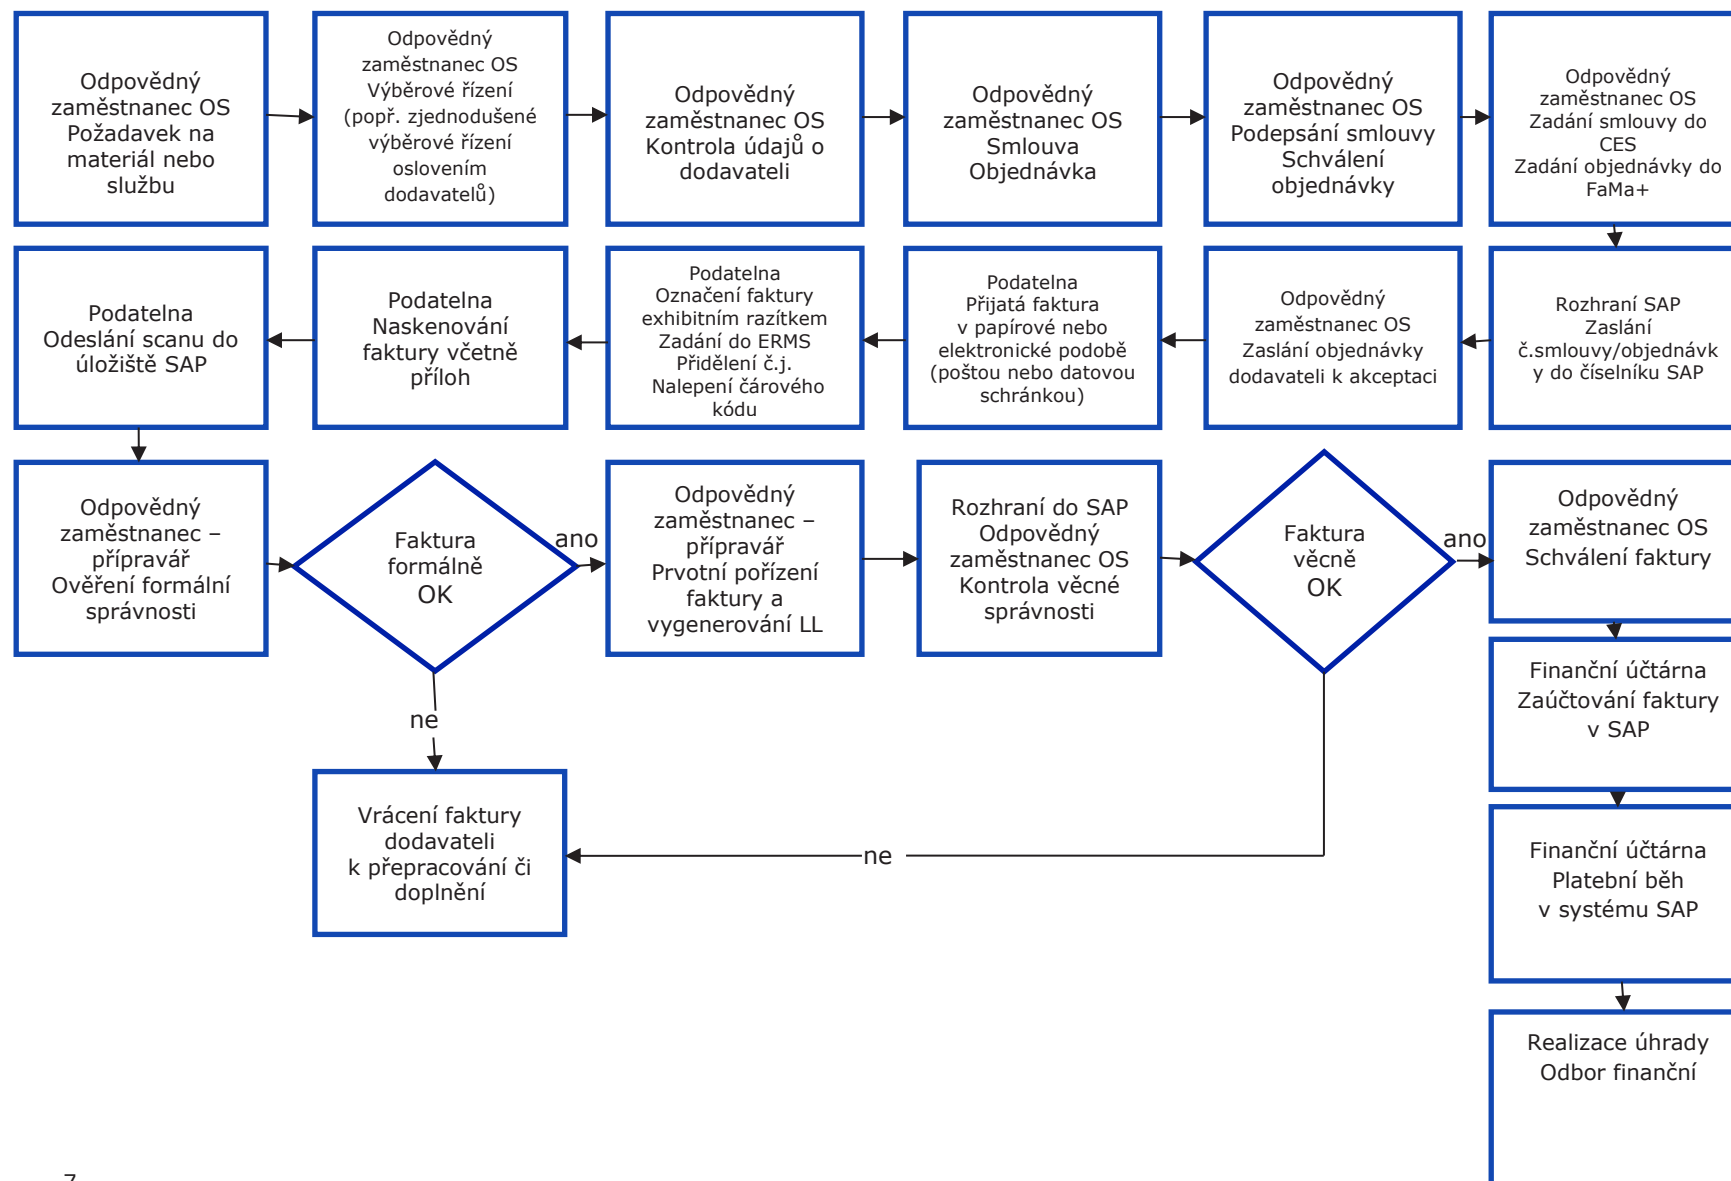 Odpovědný
zaměstnanec OS
Požadavek na
materiál nebo
službu
Odpovědný
zaměstnanec OS
Výběrové řízení
(popř. zjednodušené
výběrové řízení
oslovením
dodavatelů)
Odpovědný
zaměstnanec OS
Kontrola údajů o
dodavateli
Odpovědný
zaměstnanec OS
Smlouva
Objednávka
Odpovědný
zaměstnanec OS
Podepsání smlouvy
Schválení
objednávky
Odpovědný
zaměstnanec OS
Zadání smlouvy do
CES
Zadání objednávky do
FaMa+
Podatelna
Odeslání scanu do
úložiště SAP
Podatelna
Naskenování
faktury včetně
příloh
Podatelna
Označení faktury
exhibitním razítkem
Zadání do ERMS
Přidělení č.j.
Nalepení čárového
kódu
Podatelna
Přijatá faktura
v papírové nebo
elektronické podobě
(poštou nebo datovou
schránkou)
Odpovědný
zaměstnanec OS
Zaslání objednávky
dodavateli k akceptaci
Rozhraní SAP
Zaslání
č.smlouvy/objednávk
y do číselníku SAP
Odpovědný
zaměstnanec –
přípravář
Ověření formální
správnosti
Faktura
formálně
OK
ano
Odpovědný
zaměstnanec –
přípravář
Prvotní pořízení
faktury a
vygenerování LL
Rozhraní do SAP
Odpovědný
zaměstnanec OS
Kontrola věcné
správnosti
Faktura
věcně
OK
ano
Odpovědný
zaměstnanec OS
Schválení faktury
Finanční účtárna
Zaúčtování faktury
v SAP
ne
Vrácení faktury
dodavateli
k přepracování či
doplnění
ne
Finanční účtárna
Platební běh
v systému SAP
Realizace úhrady
Odbor finanční
7